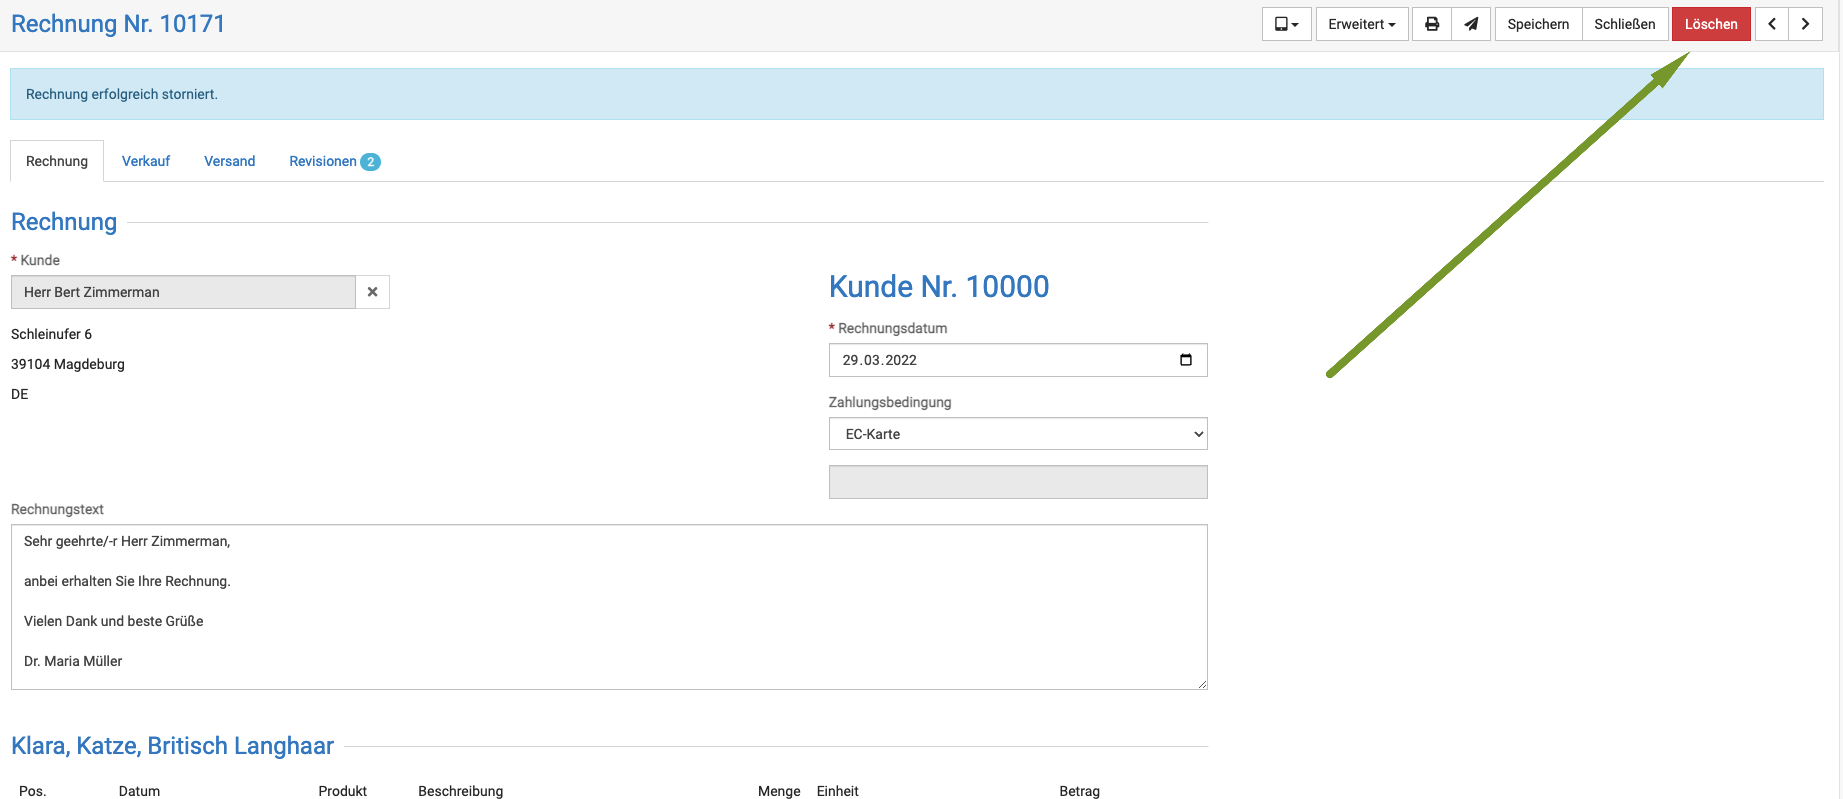 Rechnung Nr. 10171
Erweitert
Speichern
Schließen
Löschen
Rechnung erfolgreich storniert.
Rechnung
Verkauf
Versand
Revisionen 2
Rechnung
* Kunde
Herr Bert Zimmerman
Schleinufer 6
39104 Magdeburg
DE
Kunde Nr. 10000
* Rechnungsdatum
29.03.2022
Zahlungsbedingung
EC-Karte
Rechnungstext
Sehr geehrte/-r Herr Zimmerman,
anbei erhalten Sie Ihre Rechnung.
Vielen Dank und beste Grüße
Dr. Maria Müller
Klara, Katze, Britisch Langhaar
Pos. Datum Produkt Beschreibung Menge Einheit Betrag